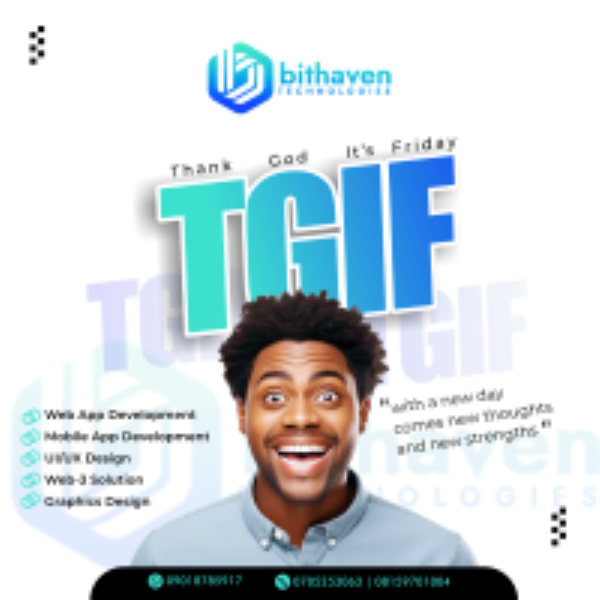 bithaven
TECHNOLOGIES
Thank God It's Friday
TGIF
Web App Development
Mobile App Development
UI/UX Design
Web-3 Solution
Graphics Design
"with a new day
comes new thoughts
and new strengths."